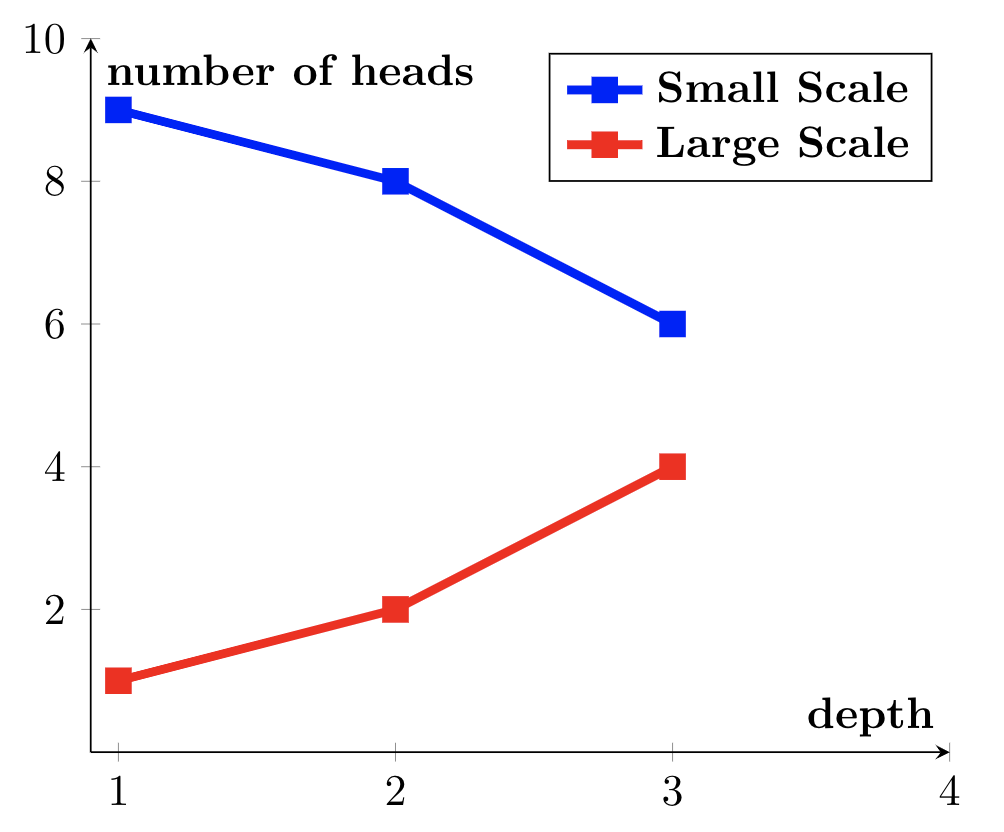 10
number of heads
Small Scale
Large Scale
8
6
4
2
depth
1 2 3 4